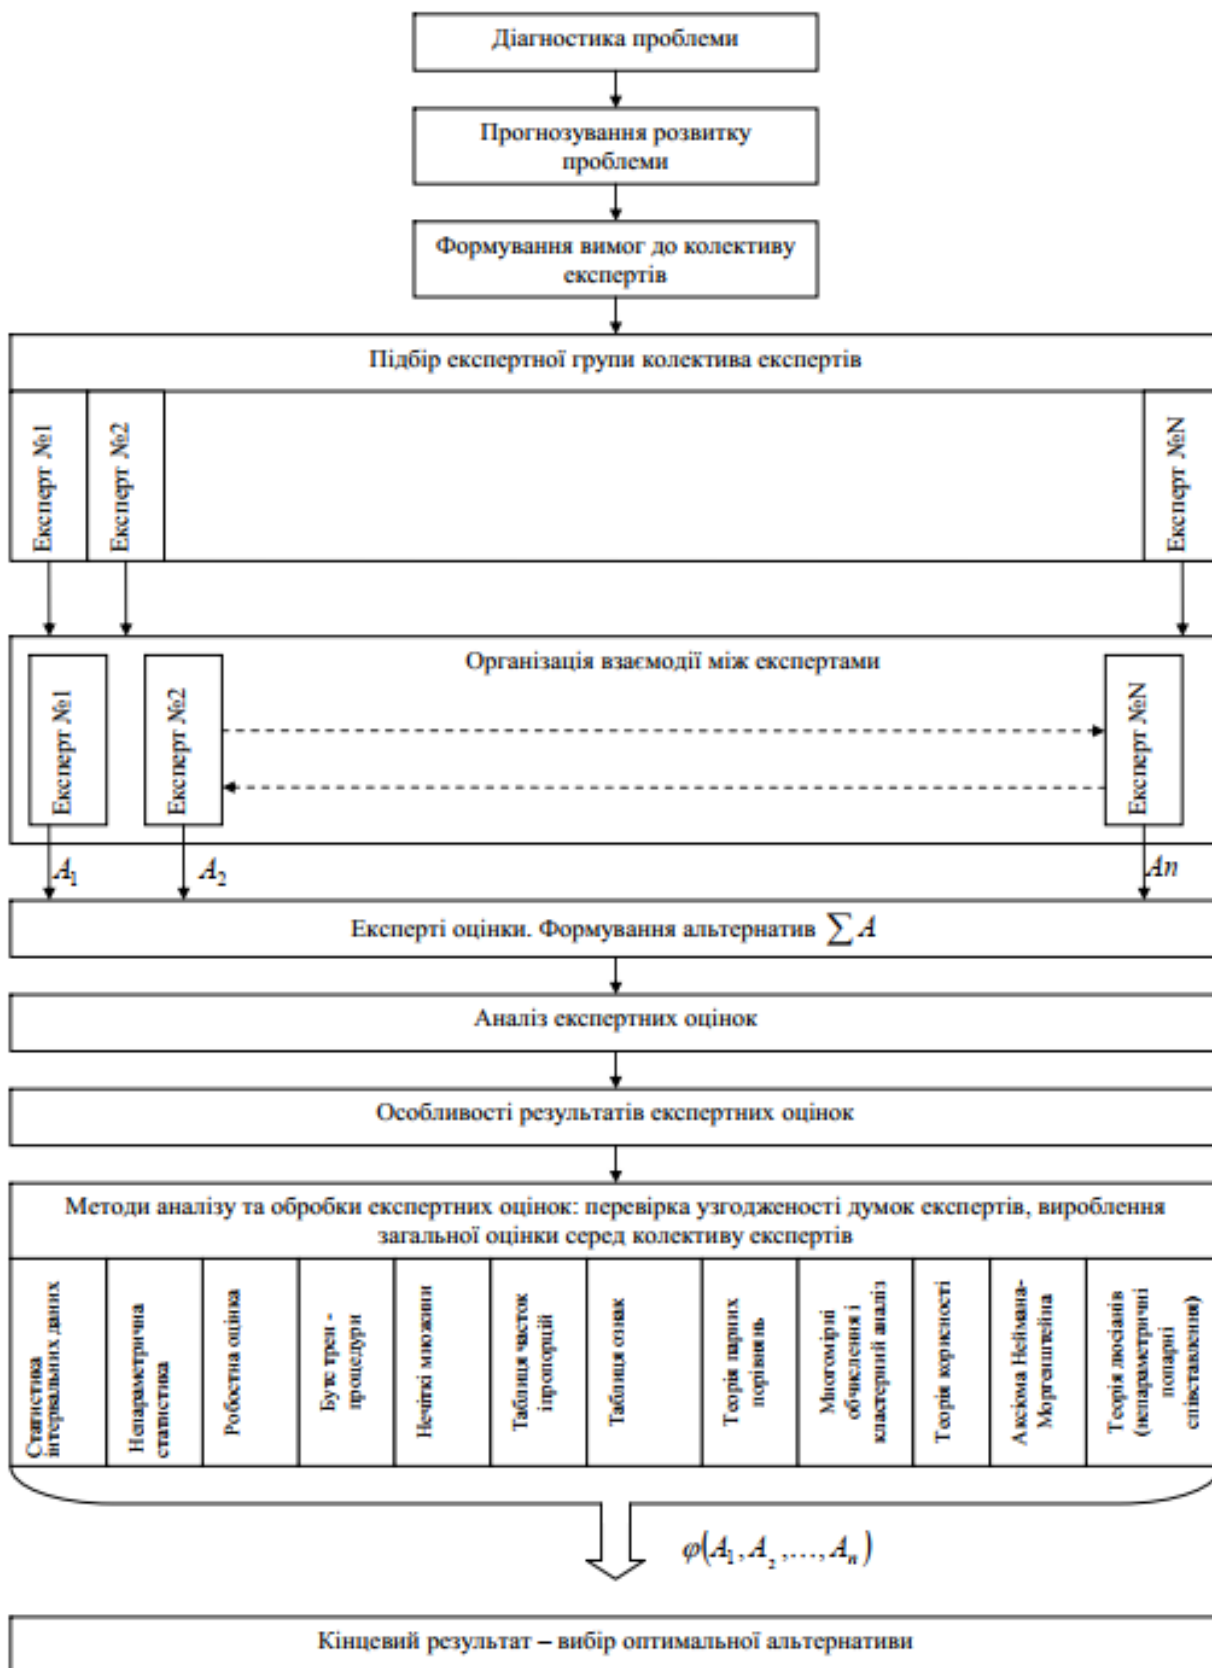 Діагностика проблеми
Прогнозування розвитку
проблеми
Формування вимог до колективу
експертів
Підбір експертної групи колектива експертів
Експерт №1
Експерт №2
Експерт №N
Організація взаємодії між експертами
Експерт №1
Експерт №2
Експерт №N
A₁
A₂
An
Експерті оцінки. Формування альтернатив ∑A
Аналіз експертних оцінок
Особливості результатів експертних оцінок
Методи аналізу та обробки експертних оцінок: перевірка узгодженості думок експертів, вироблення
загальної оцінки серед колективу експертів
Статистика
інтервальних даних
Непараметрична
статистика
Робостна оцінка
Бутс трен -
процедури
Нечіткі множини
Таблиця часток
іпропорцій
Таблиця ознак
Теорія парних
порівнянь
Многомірні
обчислення і
кластерний аналіз
Теорія корисності
Аксіома Неймана-
Моргенштейна
Теорія люсіанів
(непараметричні
попарні
співставлення)
φ(A₁, A₂, ..., Aₙ)
Кінцевий результат – вибір оптимальної альтернативи